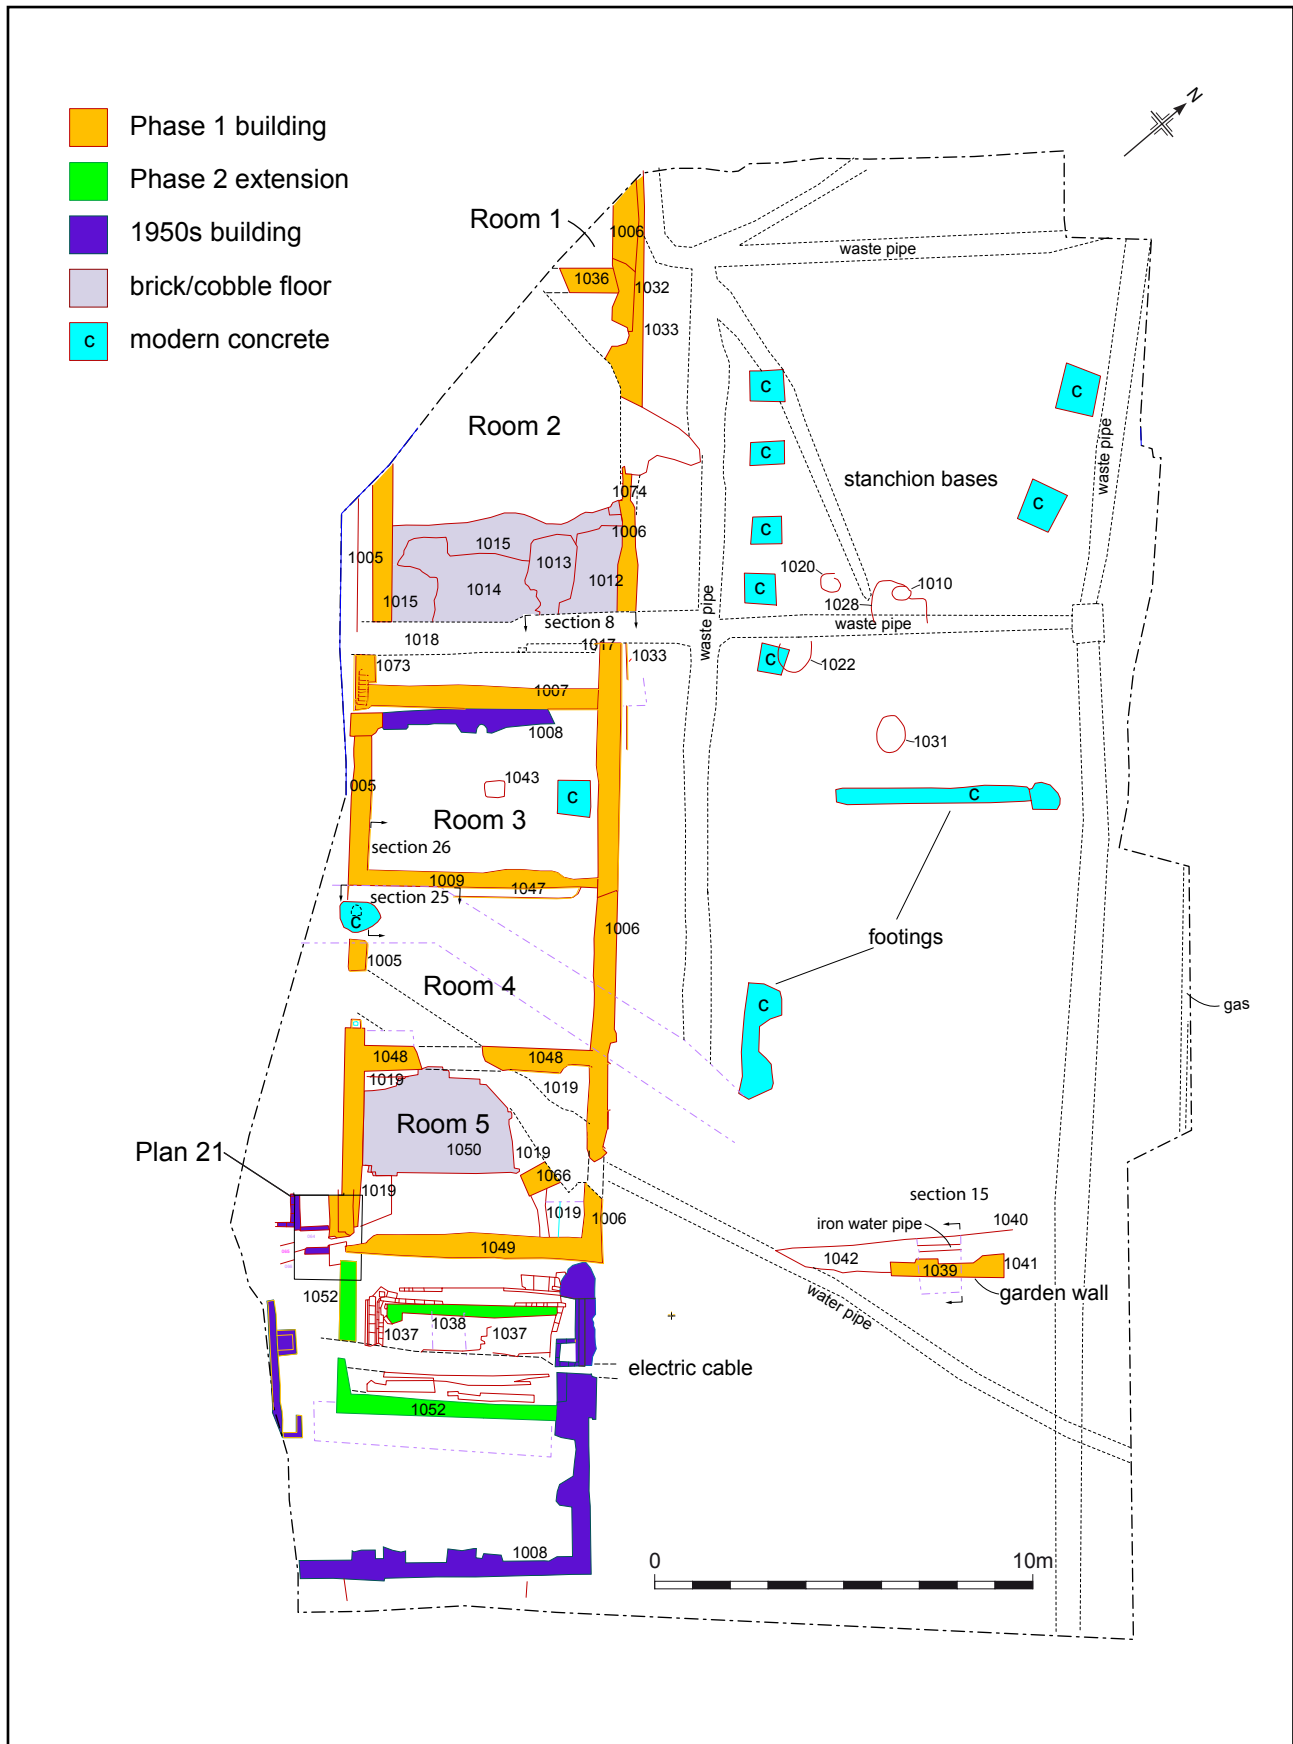 N
Phase 1 building
Phase 2 extension
1950s building
brick/cobble floor
C modern concrete
Room 1
1006
waste pipe
1036
1032
1033
C
C
Room 2
waste pipe
C
stanchion bases
C
1074
1006
C
1005
1015
1013
1020
1010
1014
1012
C
1015
1028
section 8
waste pipe
waste pipe
1018
1017
1033
C
1022
1073
1007
1008
1031
005
1043
C
C
Room 3
section 26
1009
1047
section 25
C
1006
footings
1005
Room 4
C
gas
1048
1048
1019
1019
Room 5
1050
1019
Plan 21
1066
1019
1019
1006
section 15
iron water pipe
1040
1042
1041
1039
1049
garden wall
1052
water pipe
1038
1037
1037
electric cable
1052
1008
0
10m